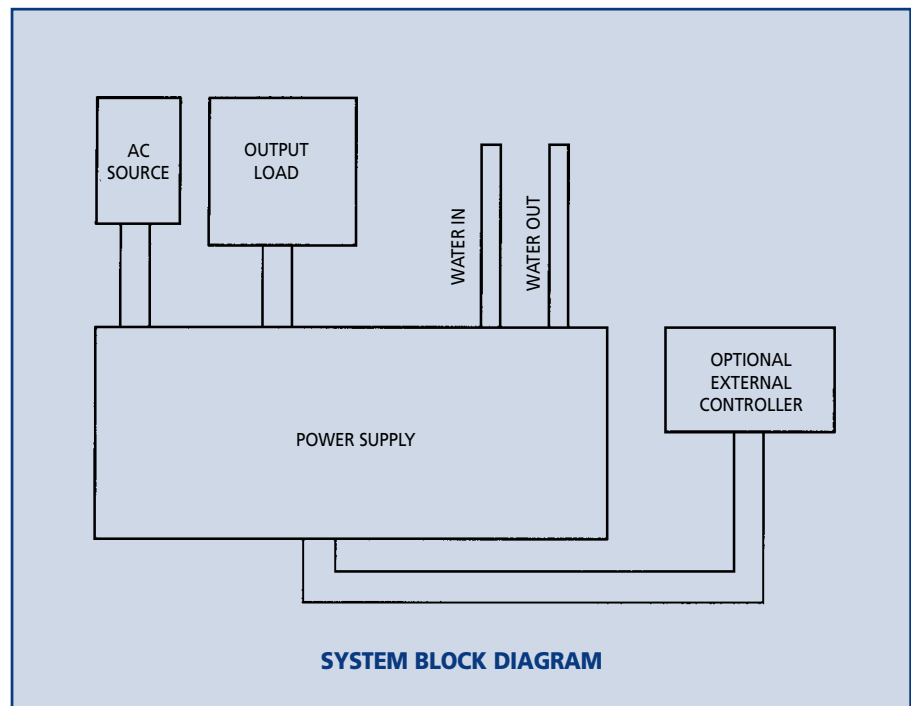 AC
SOURCE
OUTPUT
LOAD
WATER IN
WATER OUT
OPTIONAL
EXTERNAL
CONTROLLER
POWER SUPPLY
SYSTEM BLOCK DIAGRAM